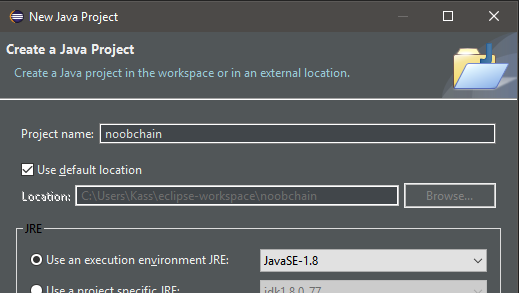 New Java Project
Create a Java Project
Create a Java project in the workspace or in an external location.
Project name: noobchain
Use default location
Location: C:\Users\Kass\eclipse-workspace\noobchain Browse...
JRE
Use an execution environment JRE: JavaSE-1.8
Use a project specific JRE: jdk1.8.0_77